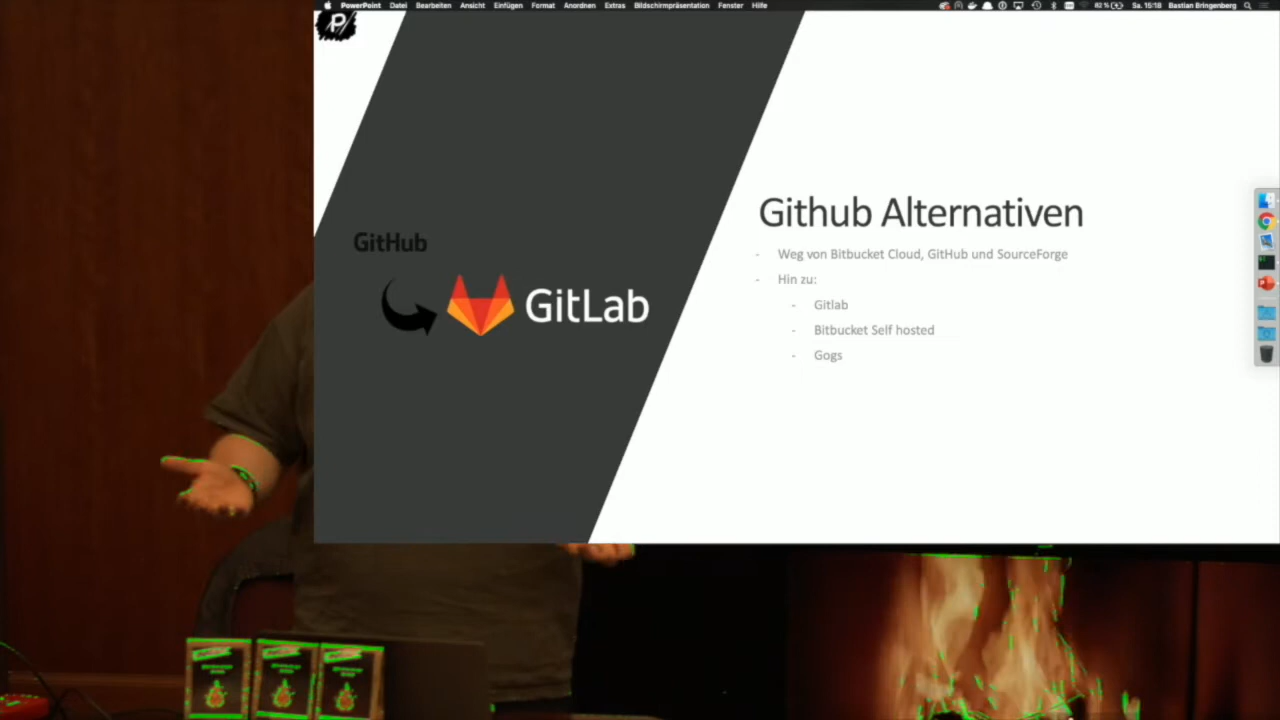 PowerPoint Datei Bearbeiten Ansicht Einfügen Format Anordnen Extras Bildschirmpräsentation Fenster Hilfe 82 % Sa. 15:18 Bastian Bringenberg
GitHub
GitLab
Github Alternativen
- Weg von Bitbucket Cloud, GitHub und SourceForge
- Hin zu:
- Gitlab
- Bitbucket Self hosted
- Gogs